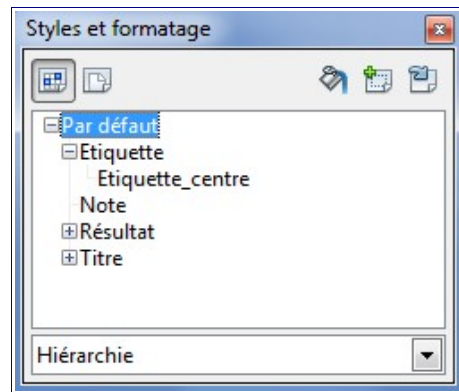 Styles et formatage
Par défaut
Etiquette
Etiquette_centre
Note
Résultat
Titre
Hiérarchie